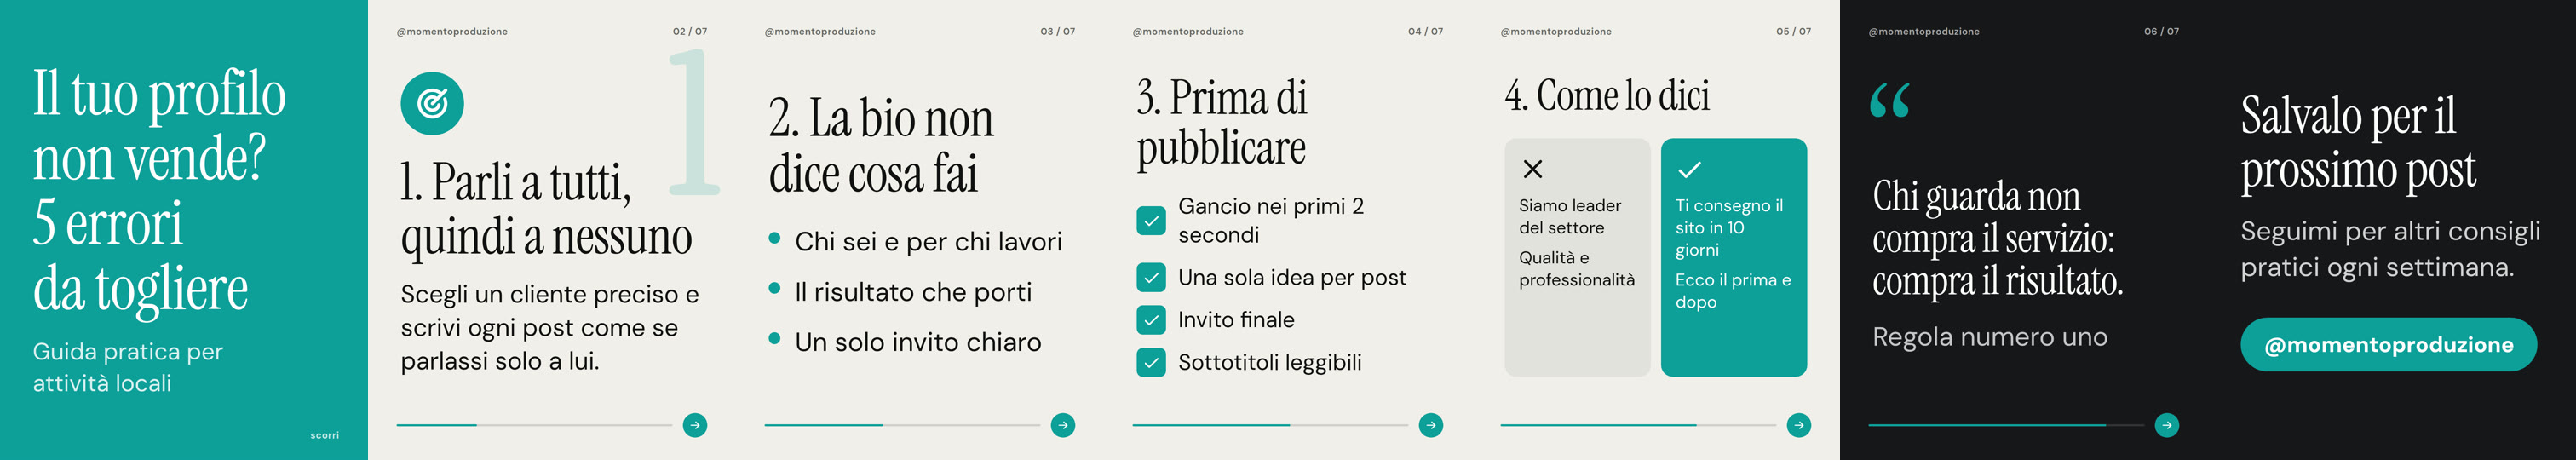 Il tuo profilo
non vende?
5 errori
da togliere
Guida pratica per
attività locali
scorri
@momentoproduzione
02 / 07
1
1. Parli a tutti,
quindi a nessuno
Scegli un cliente preciso e
scrivi ogni post come se
parlassi solo a lui.
@momentoproduzione
03 / 07
2. La bio non
dice cosa fai
Chi sei e per chi lavori
Il risultato che porti
Un solo invito chiaro
@momentoproduzione
04 / 07
3. Prima di
pubblicare
Gancio nei primi 2
secondi
Una sola idea per post
Invito finale
Sottotitoli leggibili
@momentoproduzione
05 / 07
4. Come lo dici
Siamo leader
del settore
Qualità e
professionalità
Ti consegno il
sito in 10
giorni
Ecco il prima e
dopo
@momentoproduzione
06 / 07
“
Chi guarda non
compra il servizio:
compra il risultato.
Regola numero uno
Salvalo per il
prossimo post
Seguimi per altri consigli
pratici ogni settimana.
@momentoproduzione